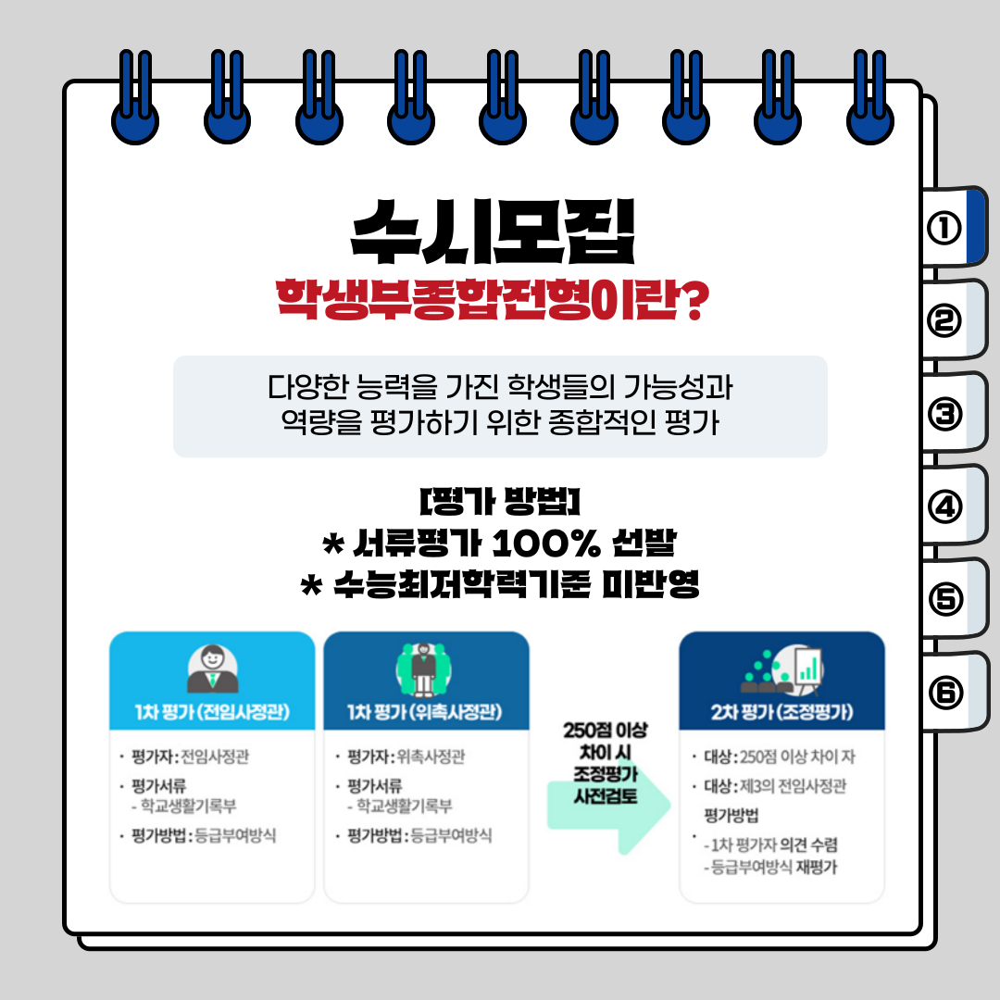 수시모집
학생부종합전형이란?
다양한 능력을 가진 학생들의 가능성과
역량을 평가하기 위한 종합적인 평가
[평가 방법]
* 서류평가 100% 선발
* 수능최저학력기준 미반영
1차 평가 (전임사정관)
· 평가자 : 전임사정관
· 평가서류
- 학교생활기록부
· 평가방법 : 등급부여방식
1차 평가 (위촉사정관)
· 평가자 : 위촉사정관
· 평가서류
- 학교생활기록부
· 평가방법 : 등급부여방식
250점 이상
차이 시
조정평가
사전검토
2차 평가 (조정평가)
· 대상 : 250점 이상 차이 자
· 대상 : 제3의 전임사정관
평가방법
·
- 1차 평가자 의견 수렴
- 등급부여방식 재평가
①
②
③
④
⑤
⑥